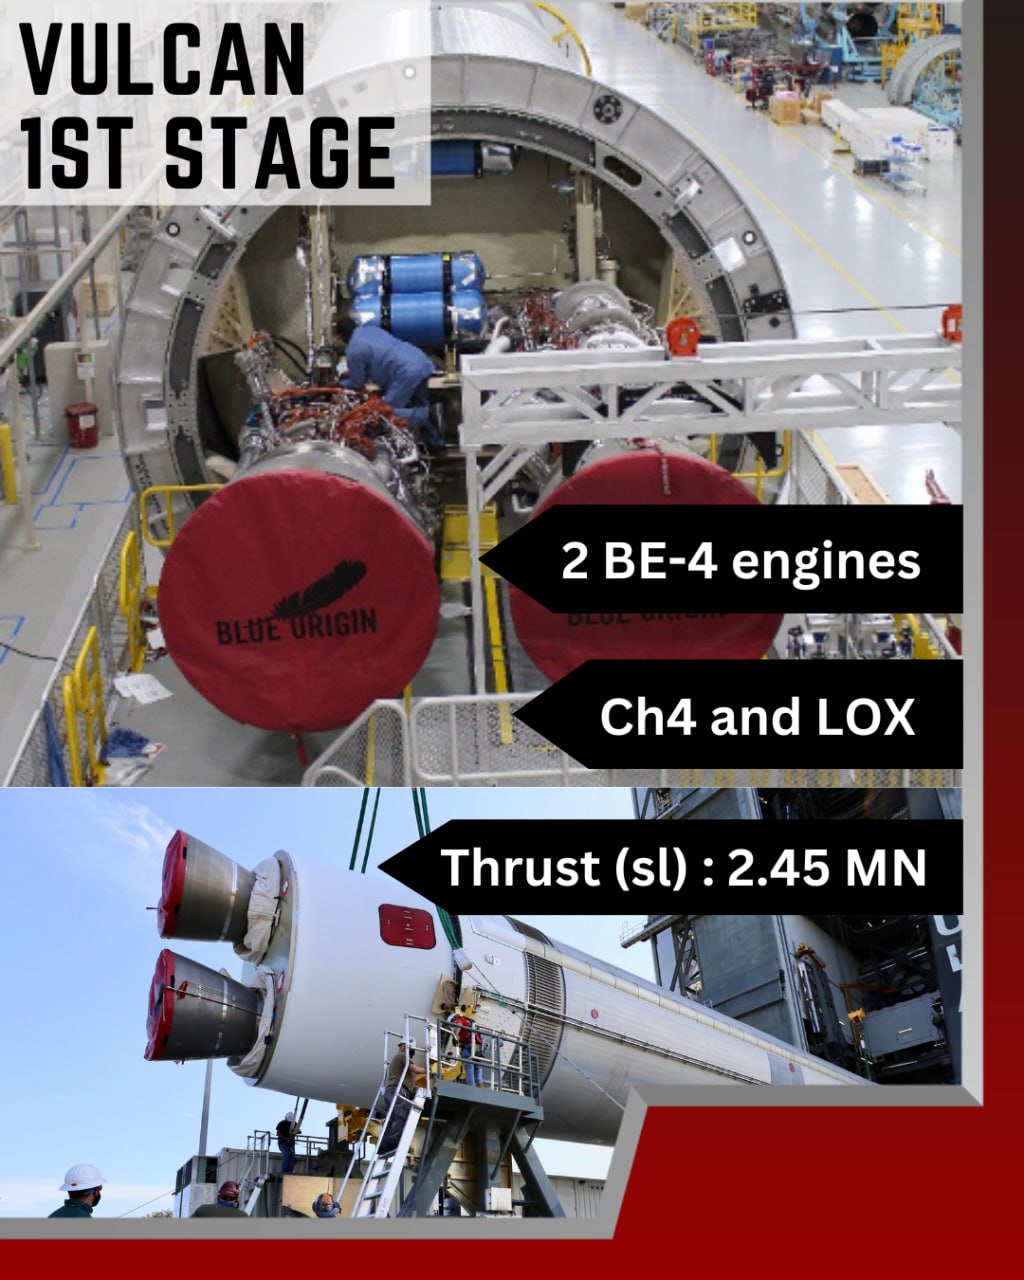 VULCAN
1ST STAGE
BLUE ORIGIN
2 BE-4 engines
BLUE ORIGIN
Ch4 and LOX
Thrust (sl) : 2.45 MN